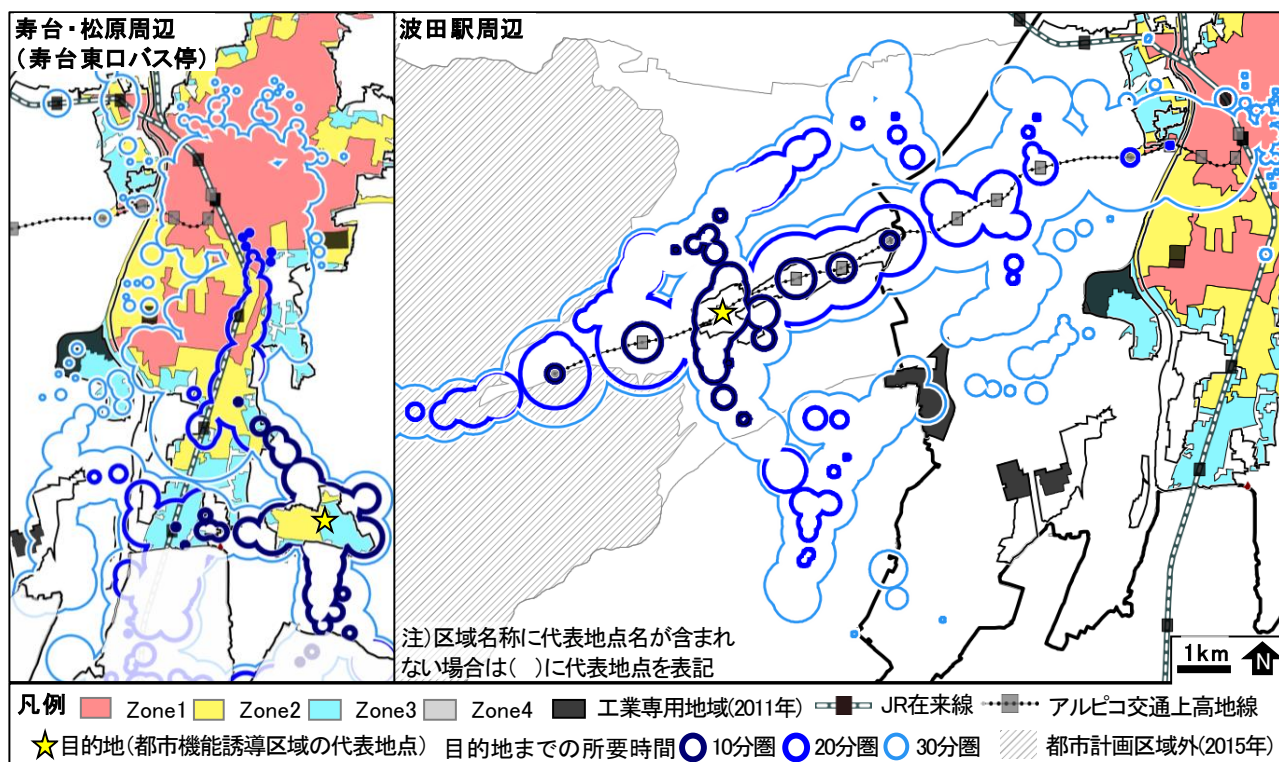 寿台・松原周辺
(寿台東口バス停)
波田駅周辺
注)区域名称に代表地点名が含まれ
ない場合は( )に代表地点を表記
1km
N
凡例 Zone1 Zone2 Zone3 Zone4 工業専用地域(2011年) JR在来線 アルピコ交通上高地線
目的地(都市機能誘導区域の代表地点) 目的地までの所要時間 10分圏 20分圏 30分圏 都市計画区域外(2015年)